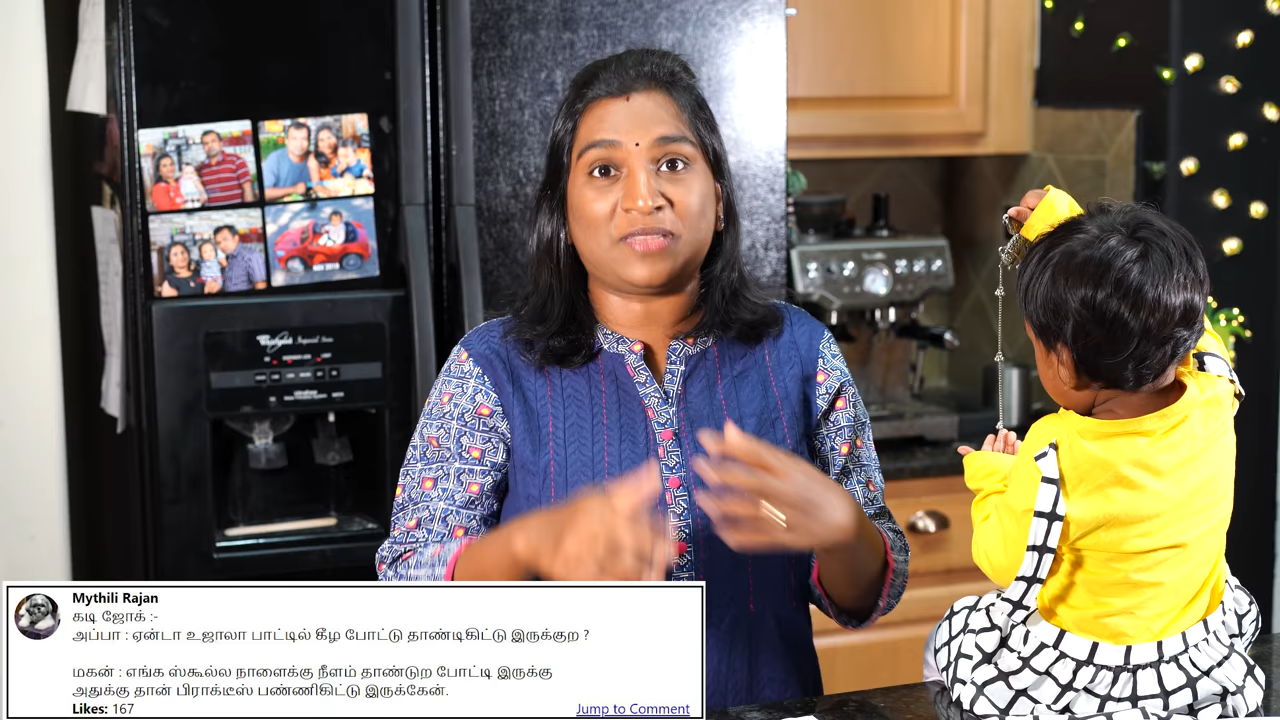 Whirlpool
Mythili Rajan
கடி ஜோக் :-
அப்பா : ஏன்டா உஜாலா பாட்டில் கீழ போட்டு தாண்டிகிட்டு இருக்குற ?
மகன் : எங்க ஸ்கூல்ல நாளைக்கு நீளம் தாண்டுற போட்டி இருக்கு
அதுக்கு தான் பிராக்டீஸ் பண்ணிகிட்டு இருக்கேன்.
Likes: 167
Jump to Comment